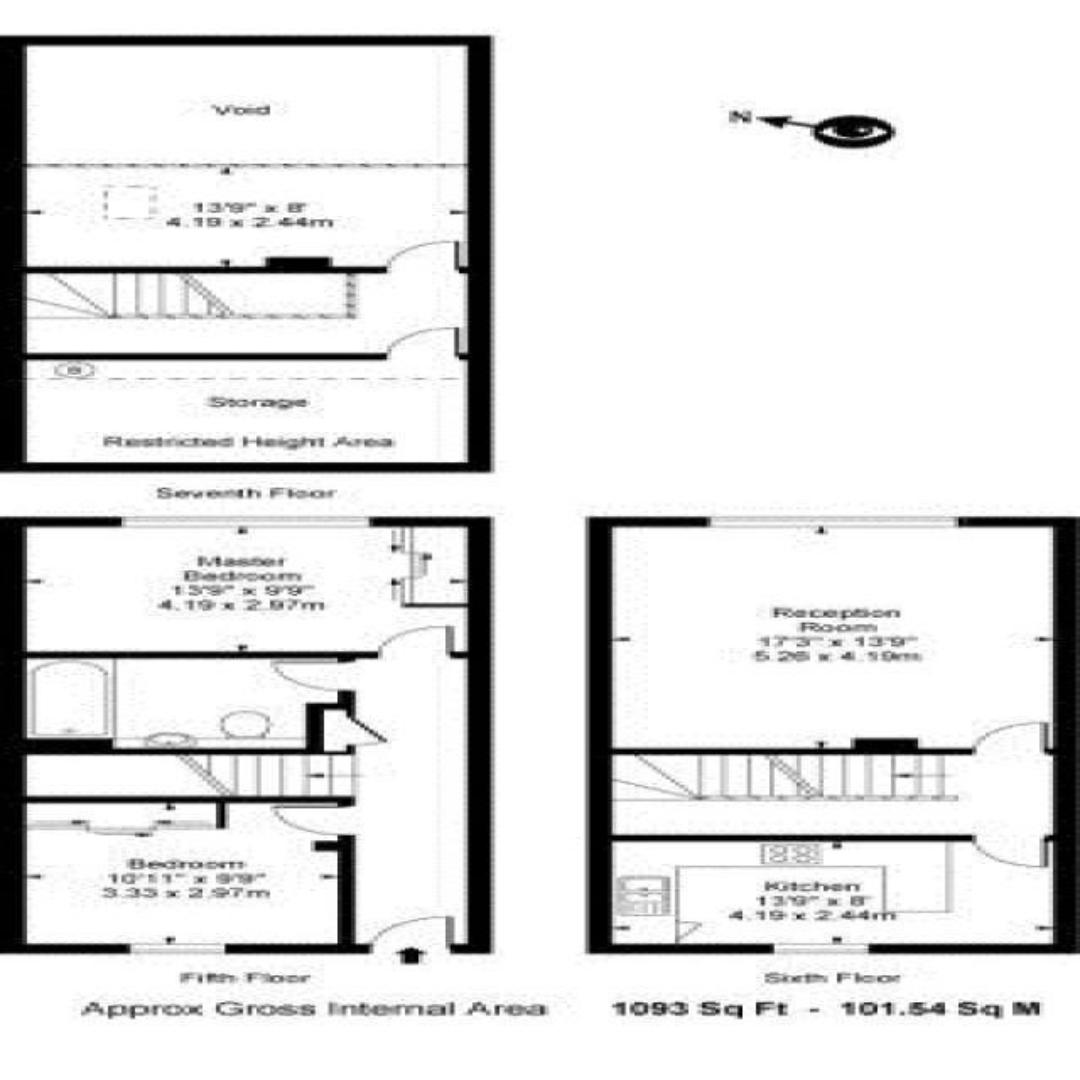 Void
N
13'9" x 8'
4.19 x 2.44m
B
Storage
Restricted Height Area
Seventh Floor
Master
Bedroom
13'9" x 9'9"
4.19 x 2.97m
Reception
Room
17'3" x 13'9"
5.26 x 4.19m
Bedroom
10'11" x 9'9"
3.33 x 2.97m
Kitchen
13'9" x 8'
4.19 x 2.44m
Fifth Floor
Sixth Floor
Approx Gross Internal Area 1093 Sq Ft - 101.54 Sq M